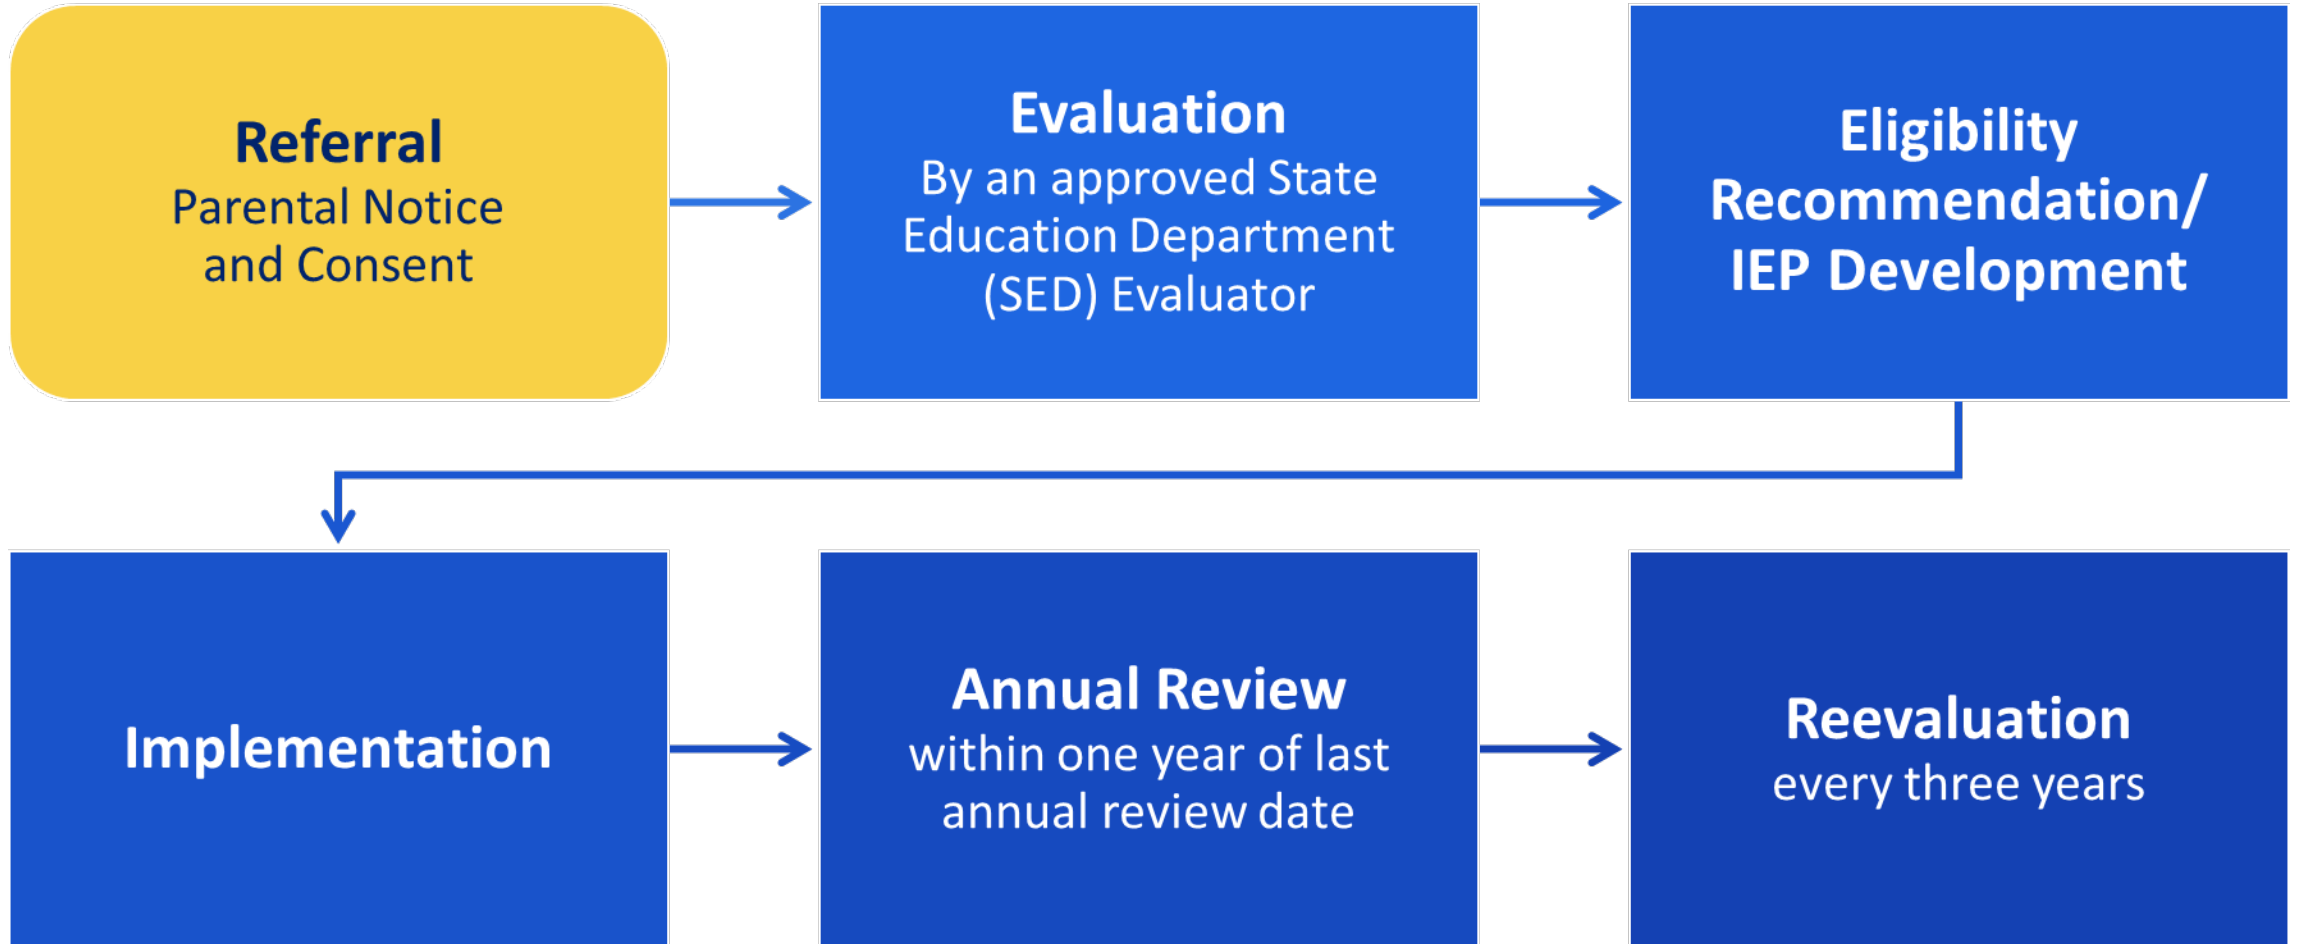 Referral
Parental Notice
and Consent
Evaluation
By an approved State
Education Department
(SED) Evaluator
Eligibility
Recommendation/
IEP Development
Implementation
Annual Review
within one year of last
annual review date
Reevaluation
every three years